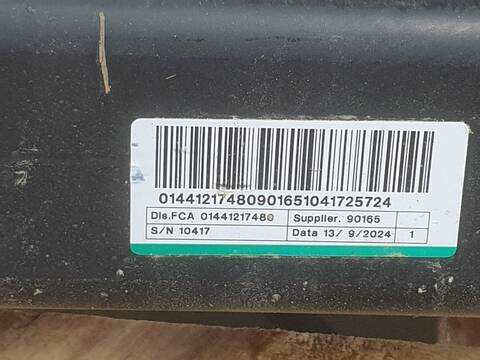 01441217480901651041725724
Dis.FCA 01441217480 Supplier. 90165
S/N 10417 Data 13/ 9/2024 1